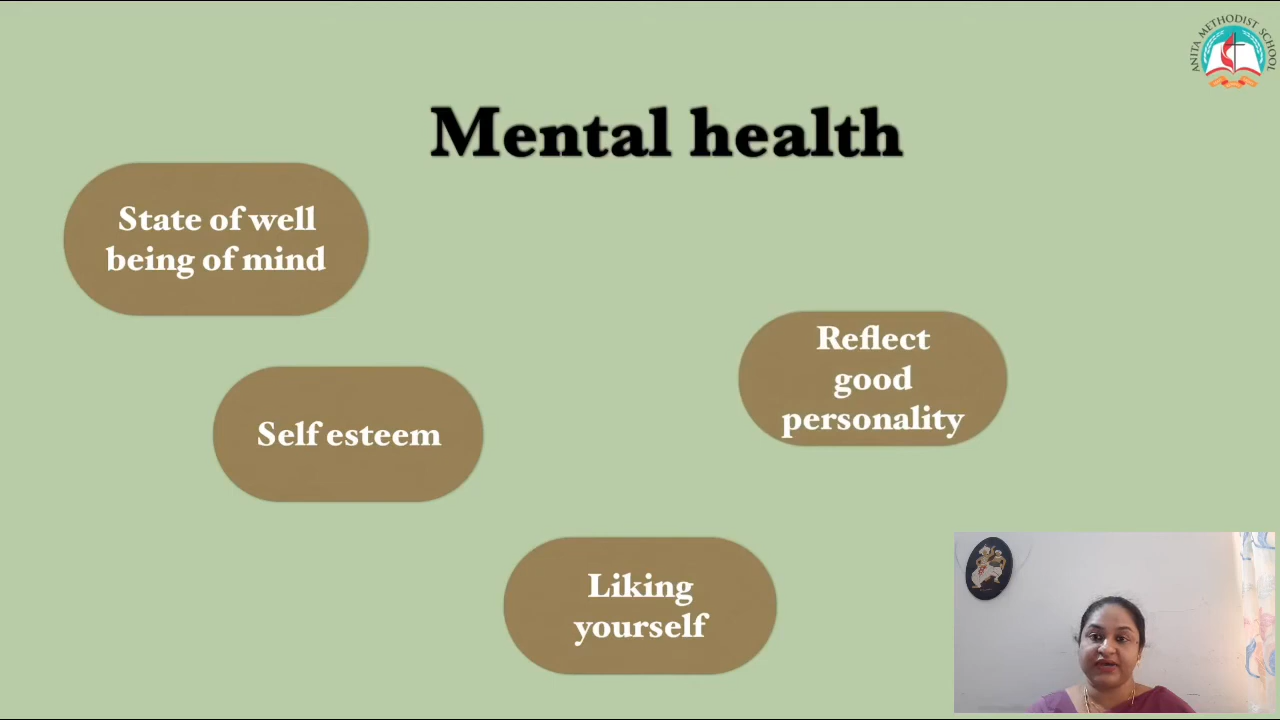 ANITA METHODIST SCHOOL
Mental health
State of well
being of mind
Reflect
good
personality
Self esteem
Liking
yourself